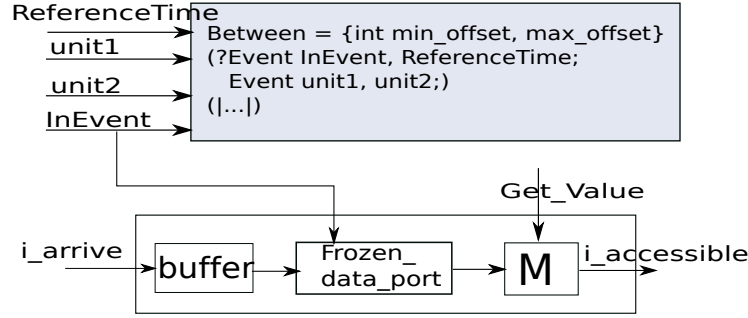 ReferenceTime
unit1
unit2
InEvent
Between = {int min_offset, max_offset}
(?Event InEvent, ReferenceTime;
Event unit1, unit2;)
(|...|)
Get_Value
i_arrive
buffer
Frozen_
data_port
M
i_accessible